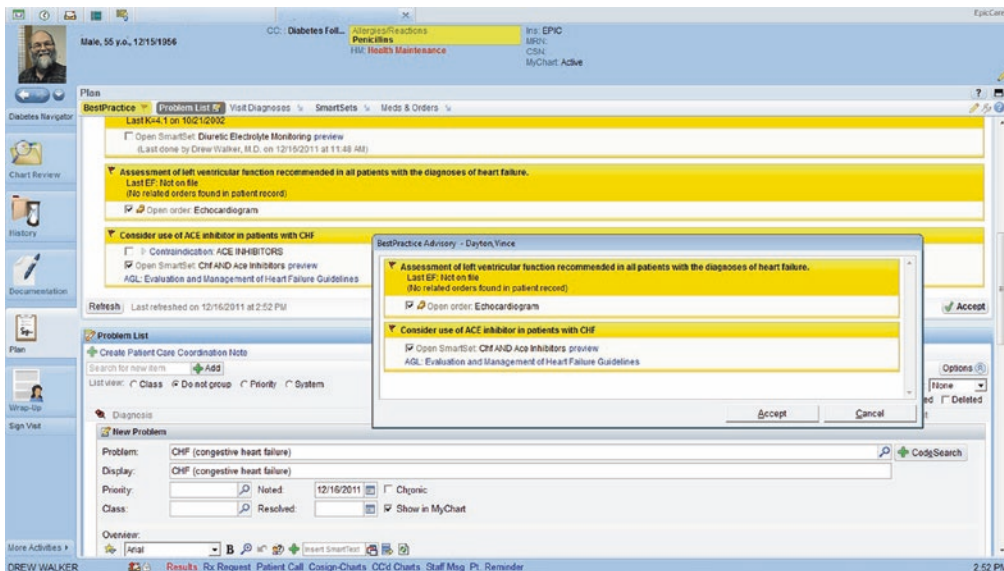 EpicCare
Male, 55 y.o., 12/15/1956
CC: : Diabetes Foll...
Allergies/Reactions
Penicillins
HM: Health Maintenance
Ins: EPIC
MRN:
CSN:
MyChart: Active
Plan
BestPractice
Problem List
Visit Diagnoses
SmartSets
Meds & Orders
Diabetes Navigator
Chart Review
History
Documentation
Plan
Wrap-Up
Sign Visit
More Activities
Last K=4.1 on 10/21/2002
Open SmartSet: Diuretic Electrolyte Monitoring preview
(Last done by Drew Walker, M.D. on 12/16/2011 at 11:48 AM)
Assessment of left ventricular function recommended in all patients with the diagnoses of heart failure.
Last EF: Not on file
(No related orders found in patient record)
Open order: Echocardiogram
Consider use of ACE inhibitor in patients with CHF
Contraindication: ACE INHIBITORS
Open SmartSet: Chf AND Ace Inhibitors preview
AGL: Evaluation and Management of Heart Failure Guidelines
Refresh Last refreshed on 12/16/2011 at 2:52 PM
Accept
BestPractice Advisory - Dayton,Vince
Assessment of left ventricular function recommended in all patients with the diagnoses of heart failure.
Last EF: Not on file
(No related orders found in patient record)
Open order: Echocardiogram
Consider use of ACE inhibitor in patients with CHF
Open SmartSet: Chf AND Ace Inhibitors preview
AGL: Evaluation and Management of Heart Failure Guidelines
Accept Cancel
Problem List
Create Patient Care Coordination Note
Search for new item Add
Options
List view: Class Do not group Priority System
None
Deleted
Diagnosis
New Problem
Problem: CHF (congestive heart failure) CodeSearch
Display: CHF (congestive heart failure)
Priority: Noted: 12/16/2011 Chronic
Class: Resolved: Show in MyChart
Overview:
Arial B Insert SmartText
DREW WALKER Results Rx Request Patient Call Cosign-Charts CC'd Charts Staff Msg Pt. Reminder 2:52 PM